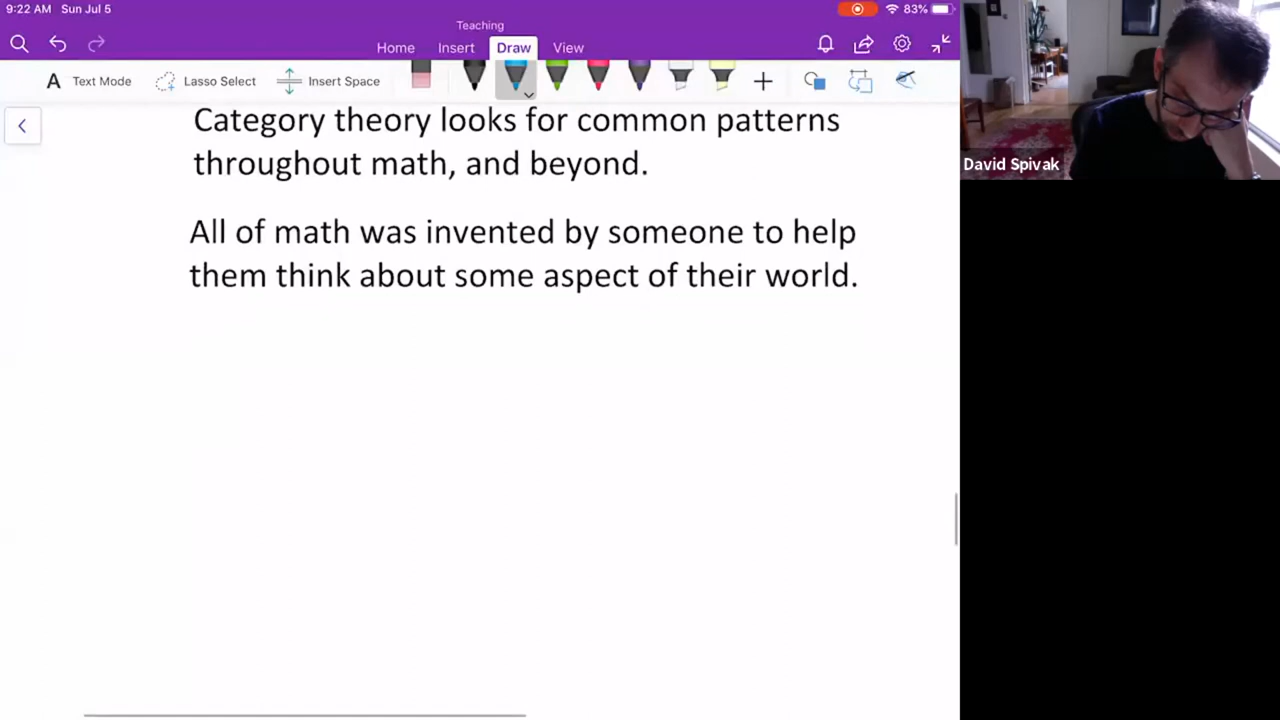 9:22 AM Sun Jul 5
83%
Teaching
Home Insert Draw View
Text Mode Lasso Select Insert Space
Category theory looks for common patterns
throughout math, and beyond.
All of math was invented by someone to help
them think about some aspect of their world.
David Spivak